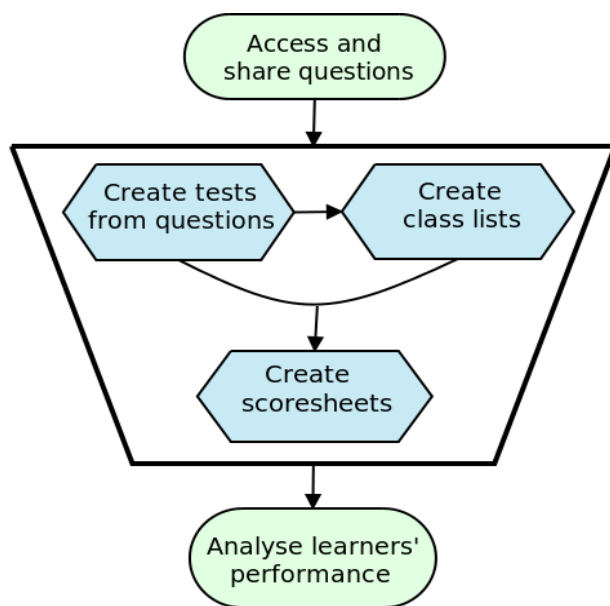 Access and
share questions
Create tests
from questions
Create
class lists
Create
scoresheets
Analyse learners'
performance